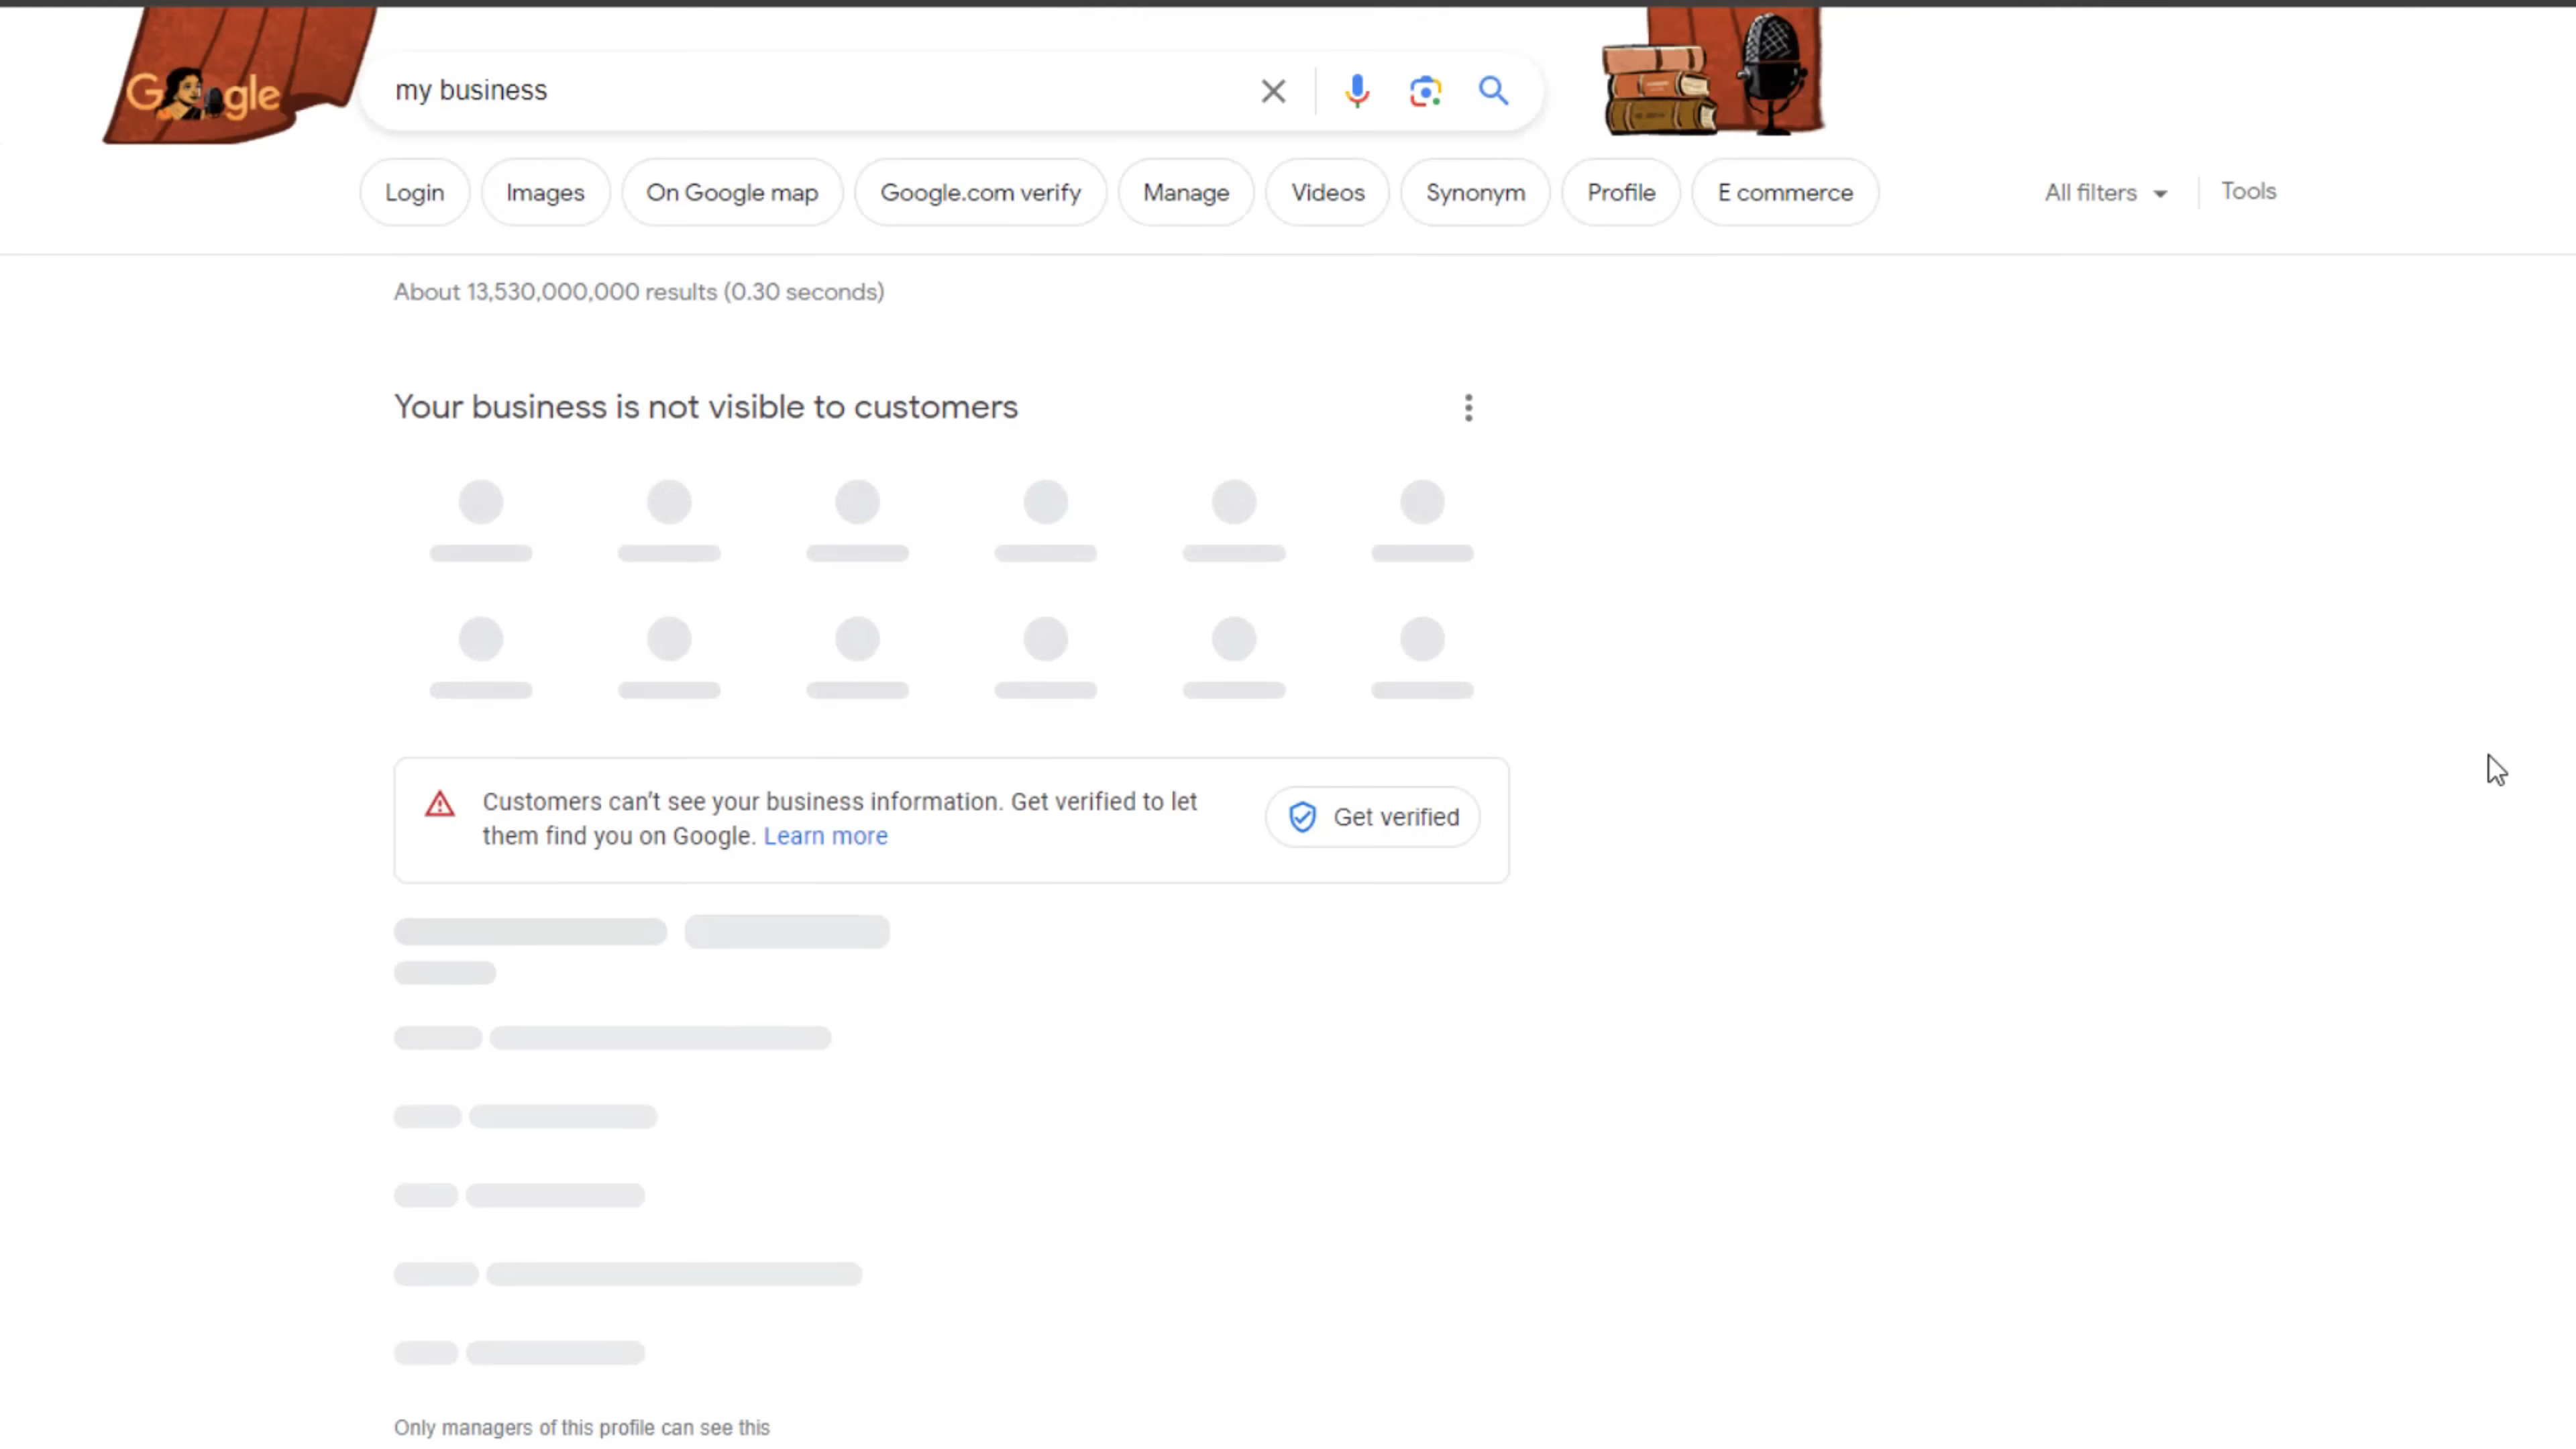 Google
my business
Login
Images
On Google map
Google.com verify
Manage
Videos
Synonym
Profile
E commerce
All filters
Tools
About 13,530,000,000 results (0.30 seconds)
Your business is not visible to customers
Customers can't see your business information. Get verified to let
them find you on Google. Learn more
Get verified
Only managers of this profile can see this